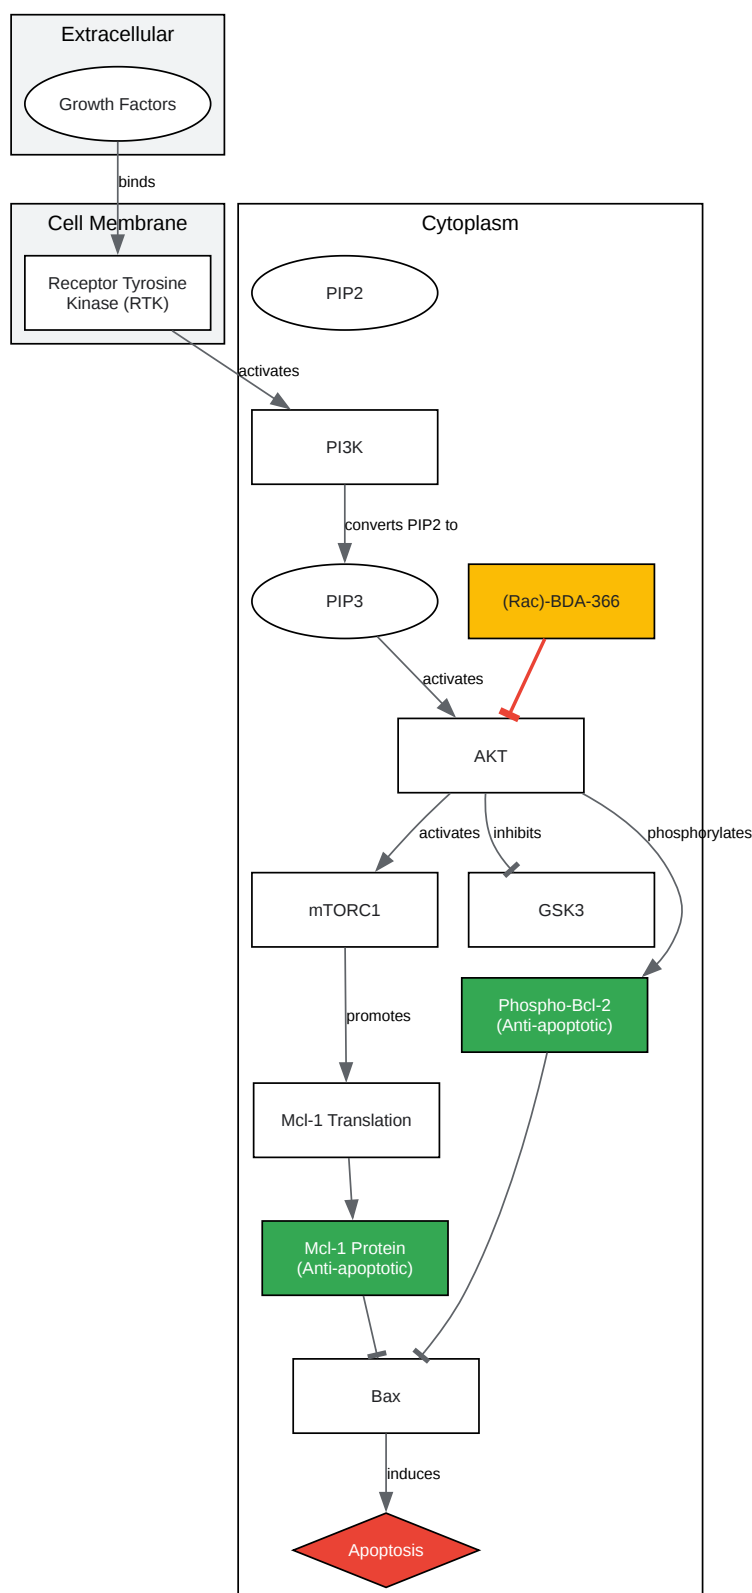 Extracellular
Growth Factors
binds
Cell Membrane
Cytoplasm
Receptor Tyrosine
Kinase (RTK)
PIP2
activates
PI3K
converts PIP2 to
PIP3
(Rac)-BDA-366
activates
AKT
activates
inhibits
phosphorylates
mTORC1
GSK3
Phospho-Bcl-2
(Anti-apoptotic)
promotes
Mcl-1 Translation
Mcl-1 Protein
(Anti-apoptotic)
Bax
induces
Apoptosis